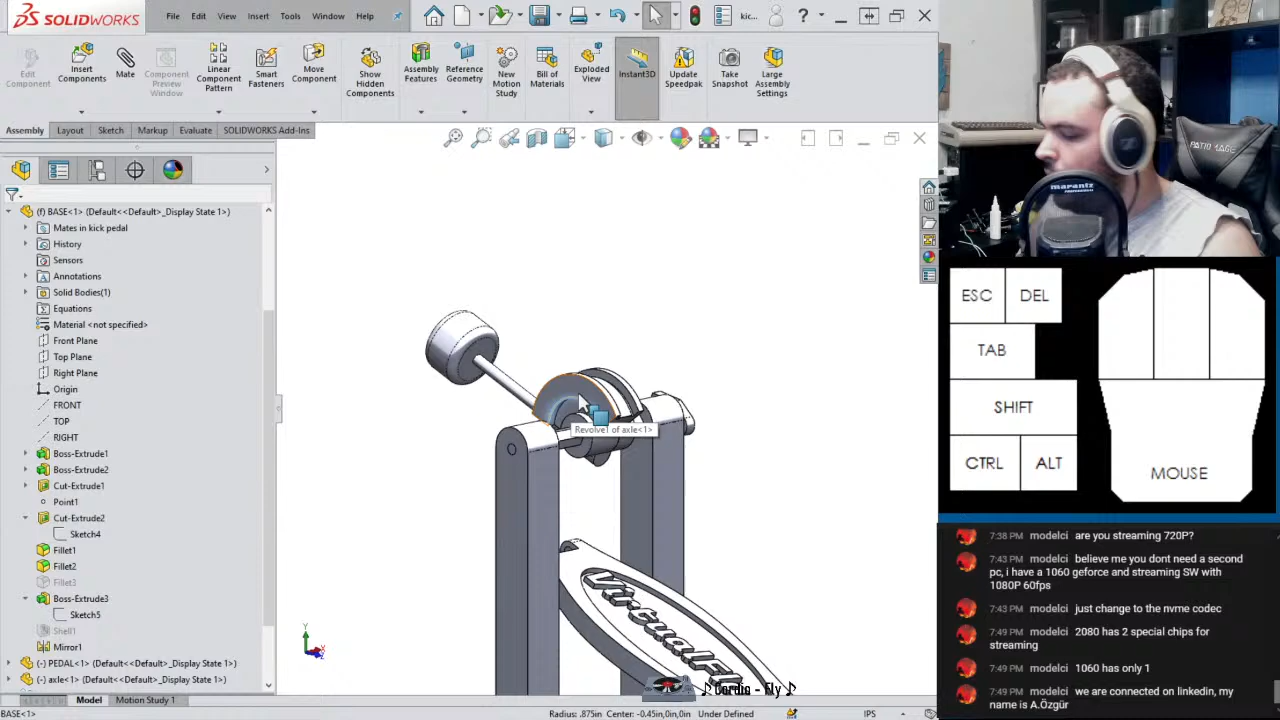 SOLIDWORKS
File Edit View Insert Tools Window Help
kic...
Edit Component
Insert Components
Mate
Component Preview Window
Linear Component Pattern
Smart Fasteners
Move Component
Show Hidden Components
Assembly Features
Reference Geometry
New Motion Study
Bill of Materials
Exploded View
Instant3D
Update Speedpak
Take Snapshot
Large Assembly Settings
Assembly Layout Sketch Markup Evaluate SOLIDWORKS Add-Ins
(f) BASE<1> (Default<<Default>_Display State 1>)
Mates in kick pedal
History
Sensors
Annotations
Solid Bodies(1)
Equations
Material <not specified>
Front Plane
Top Plane
Right Plane
Origin
FRONT
TOP
RIGHT
Boss-Extrude1
Boss-Extrude2
Cut-Extrude1
Point1
Cut-Extrude2
Sketch4
Fillet1
Fillet2
Fillet3
Boss-Extrude3
Sketch5
Shell1
Mirror1
(-) PEDAL<1> (Default<<Default>_Display State 1>)
(-) axle<1> (Default<<Default>_Display State 1>)
Revolve1 of axle<1>
Y
Model Motion Study 1
BASE<1>
Radius: .875in Center: -0.45in,0in,0in Under Defined
IPS
♪ Cardio - Fly ♪
marantz
PROFESSIONAL
PATIO RAGE
ESC DEL
TAB
SHIFT
CTRL ALT
MOUSE
7:38 PM modelci are you streaming 720P?
7:43 PM modelci believe me you dont need a second
pc, i have a 1060 geforce and streaming SW with
1080P 60fps
7:43 PM modelci just change to the nvme codec
7:49 PM modelci 2080 has 2 special chips for
streaming
7:49 PM modelci 1060 has only 1
7:49 PM modelci we are connected on linkedin, my
name is A.Özgür